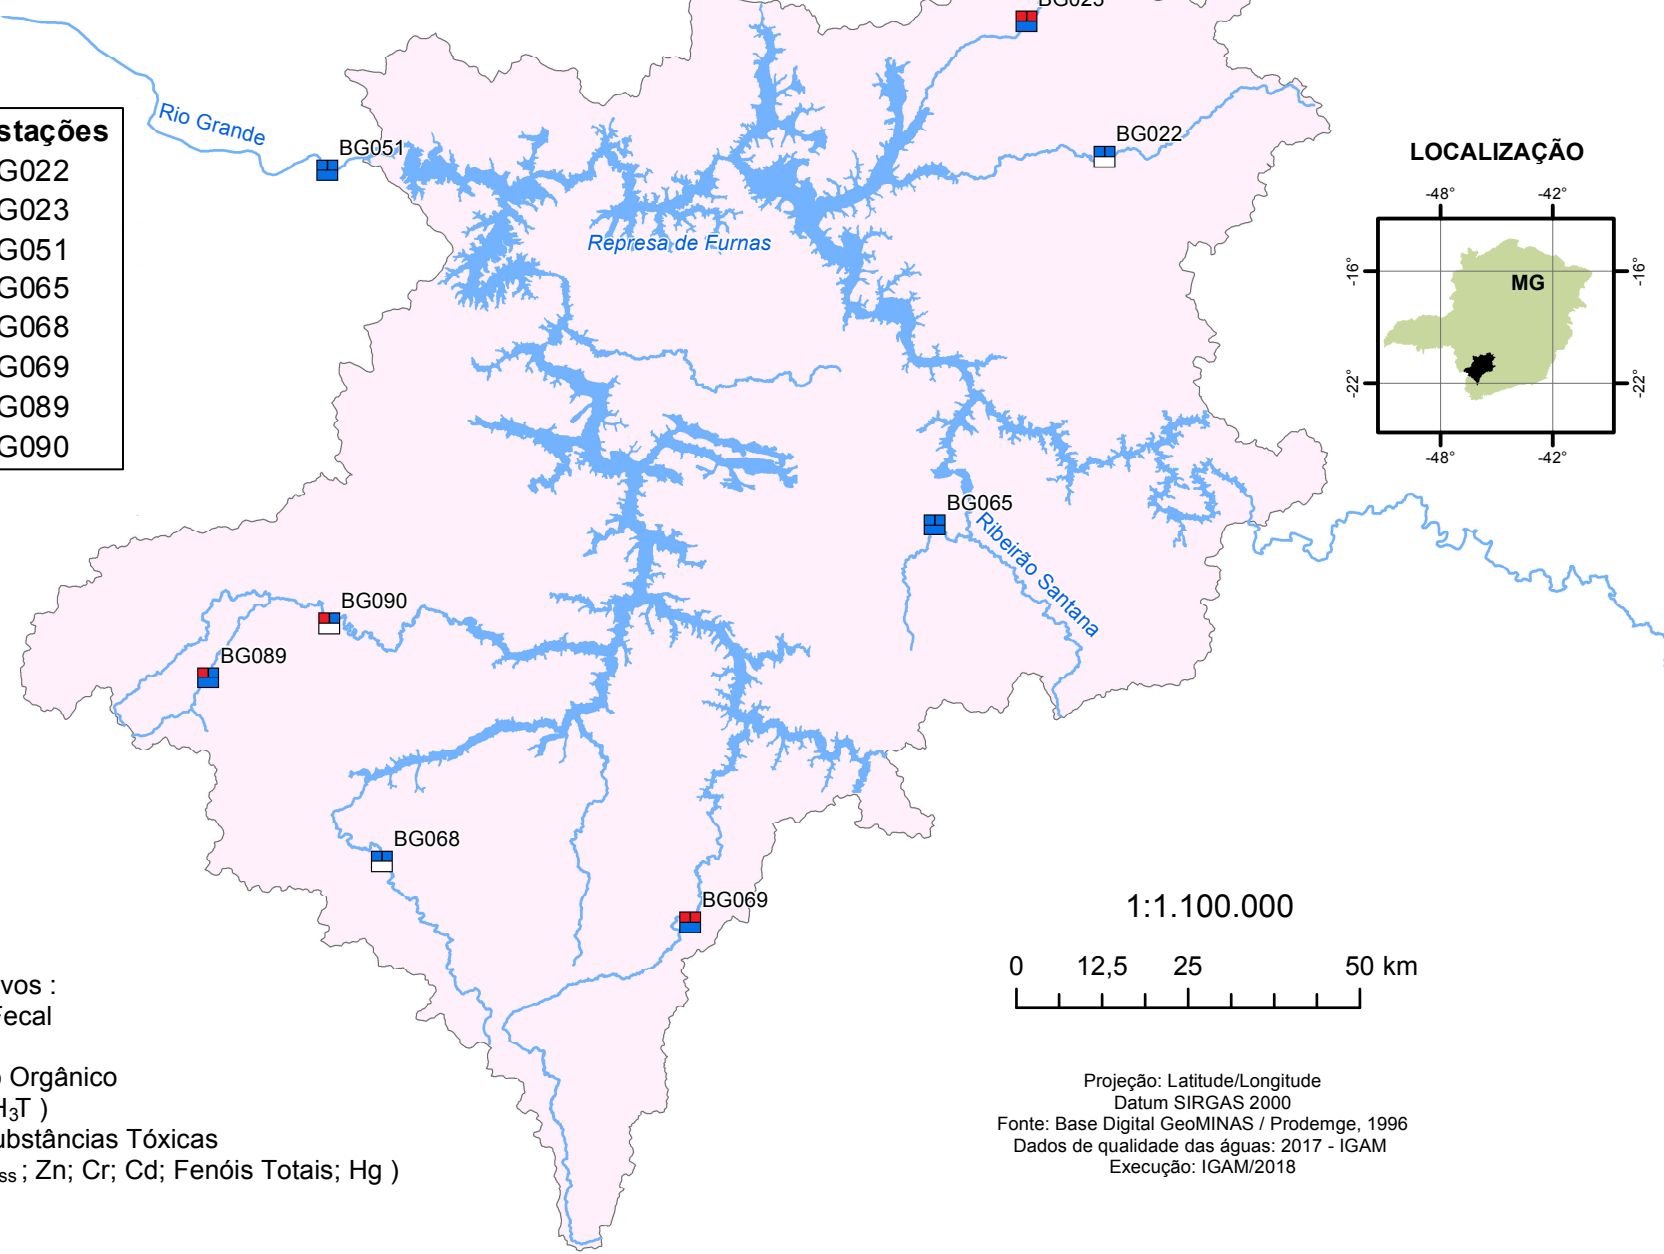 BG023
Rio Grande
BG051
BG022
stações
G022
G023
G051
G065
G068
G069
G089
G090
Represa de Furnas
LOCALIZAÇÃO
-48° -42°
-16° MG -16°
-22° -22°
-48° -42°
BG065
Ribeirão Santana
BG090
BG089
BG068
BG069
1:1.100.000
0 12,5 25 50 km
vos :
Fecal
o Orgânico
H₃T )
ubstâncias Tóxicas
ss ; Zn; Cr; Cd; Fenóis Totais; Hg )
Projeção: Latitude/Longitude
Datum SIRGAS 2000
Fonte: Base Digital GeoMINAS / Prodemge, 1996
Dados de qualidade das águas: 2017 - IGAM
Execução: IGAM/2018